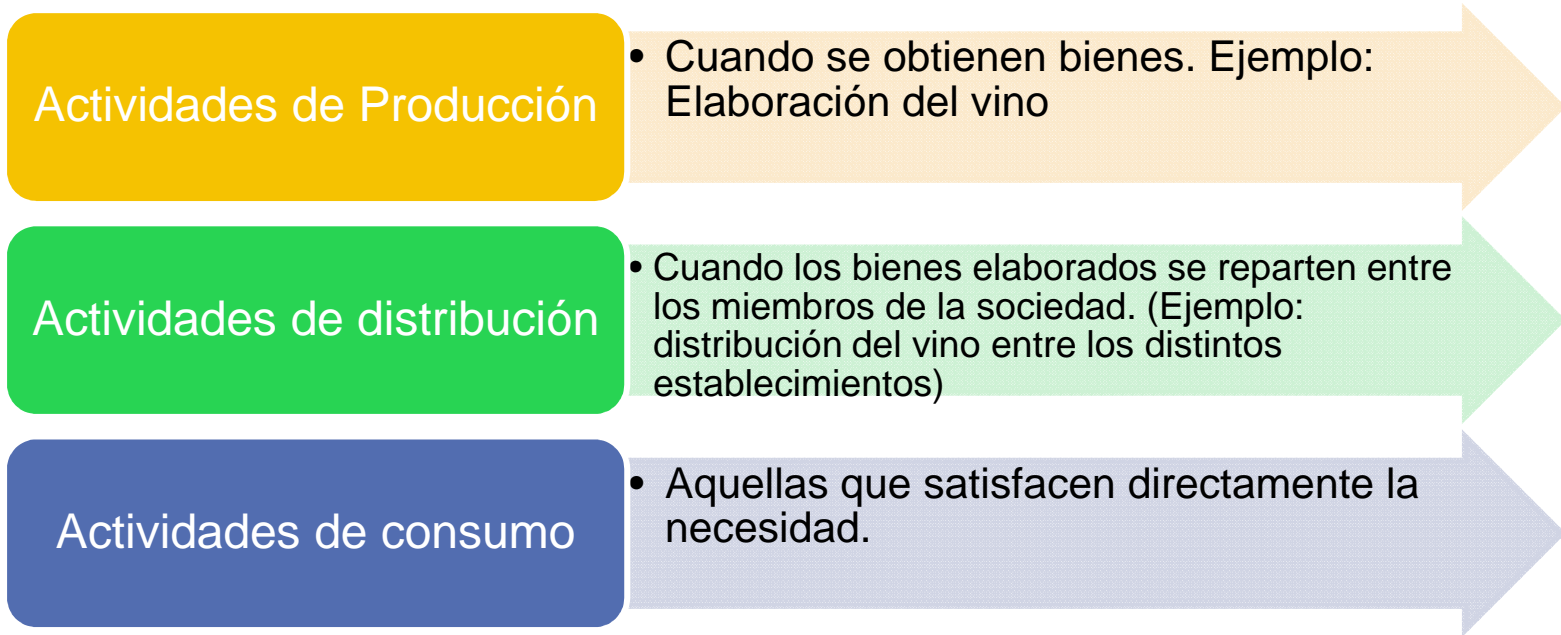 Actividades de Producción
• Cuando se obtienen bienes. Ejemplo:
Elaboración del vino
Actividades de distribución
• Cuando los bienes elaborados se reparten entre
los miembros de la sociedad. (Ejemplo:
distribución del vino entre los distintos
establecimientos)
Actividades de consumo
• Aquellas que satisfacen directamente la
necesidad.